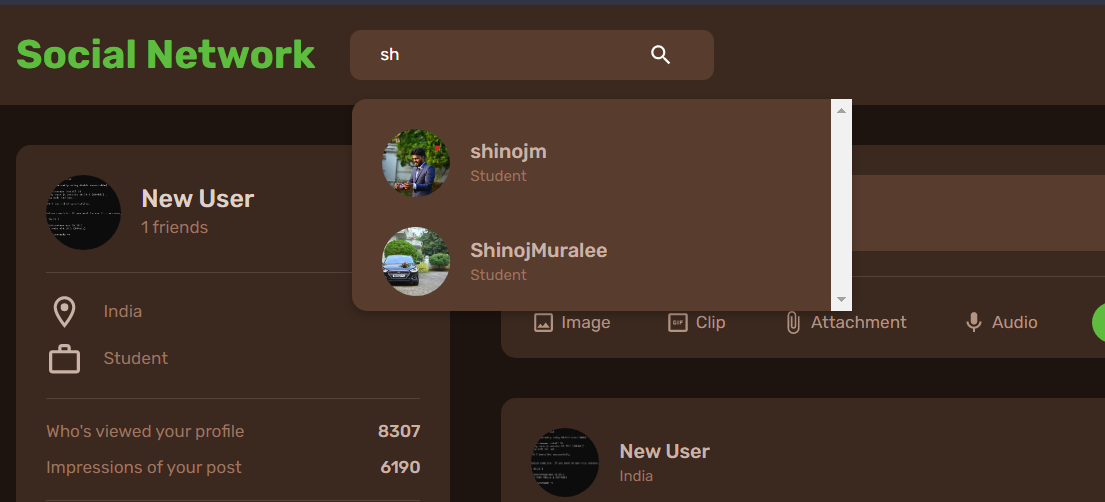 Social Network
sh
shinojm
Student
ShinojMuralee
Student
New User
1 friends
India
Student
Who's viewed your profile 8307
Impressions of your post 6190
Image
GIF Clip
Attachment
Audio
New User
India